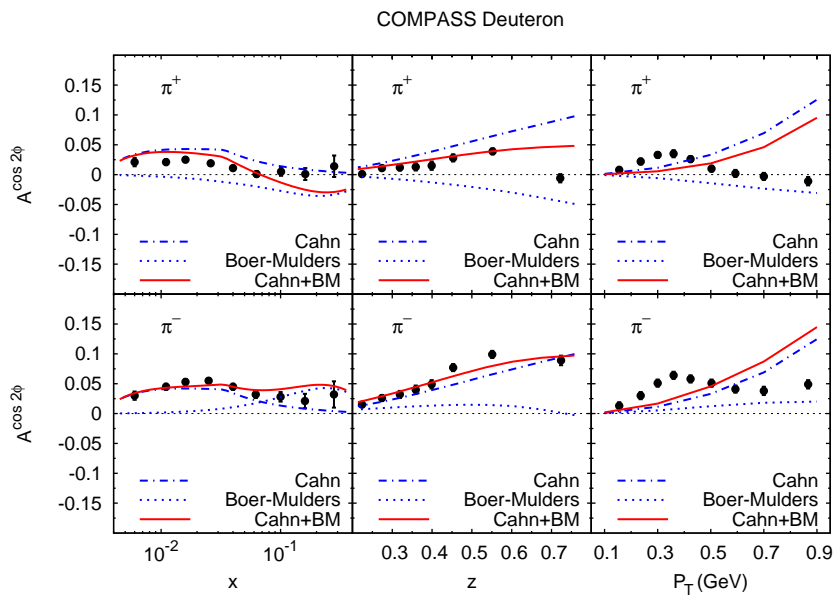 COMPASS Deuteron
π+ π+ π+
A^cos 2ϕ
0.15
0.1
0.05
0
-0.05
-0.1
-0.15
Cahn Cahn Cahn
Boer-Mulders Boer-Mulders Boer-Mulders
Cahn+BM Cahn+BM Cahn+BM
π− π− π−
A^cos 2ϕ
0.15
0.1
0.05
0
-0.05
-0.1
-0.15
Cahn Cahn Cahn
Boer-Mulders Boer-Mulders Boer-Mulders
Cahn+BM Cahn+BM Cahn+BM
10^-2 10^-1 0.3 0.4 0.5 0.6 0.7 0.1 0.3 0.5 0.7 0.9
x z P_T (GeV)